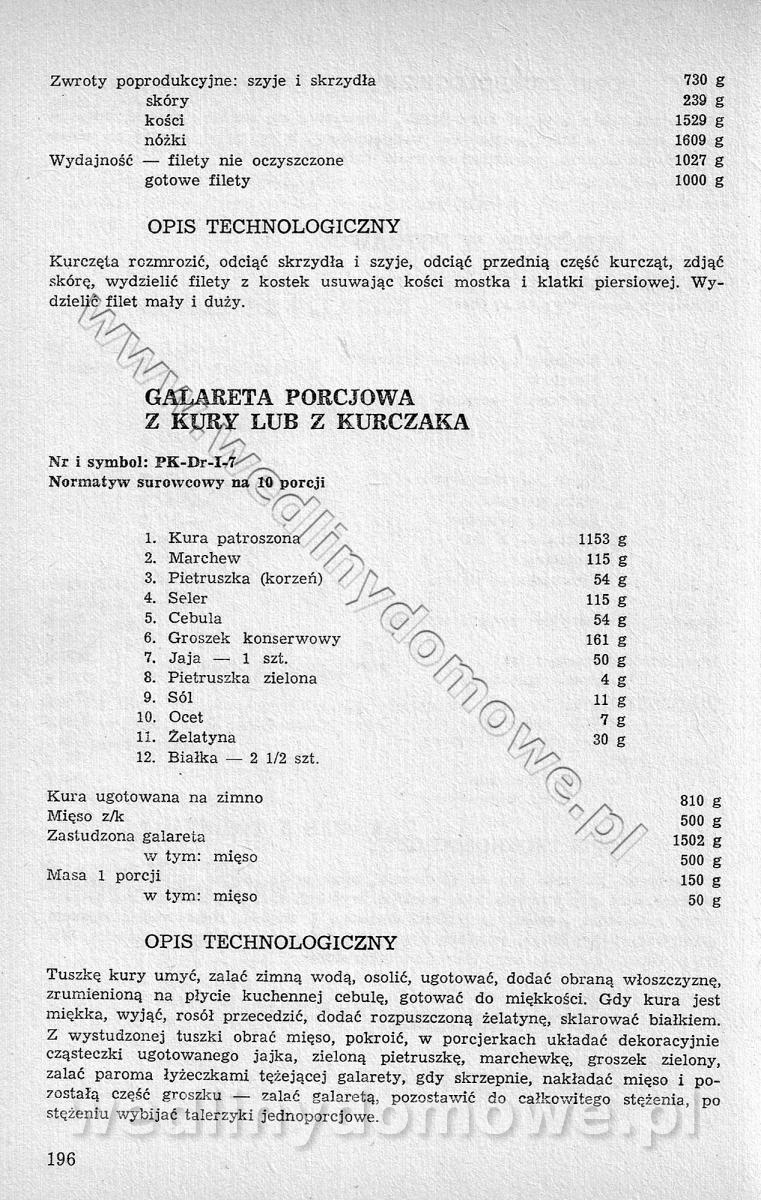 Zwroty poprodukcyjne: szyje i skrzydła 730 g
skóry 239 g
kości 1529 g
nóżki 1609 g
Wydajność — filety nie oczyszczone 1027 g
gotowe filety 1000 g
OPIS TECHNOLOGICZNY
Kurczęta rozmrozić, odciąć skrzydła i szyje, odciąć przednią część kurcząt, zdjąć
skórę, wydzielić filety z kostek usuwając kości mostka i klatki piersiowej. Wy-
dzielić filet mały i duży.
GALARETA PORCJOWA
Z KURY LUB Z KURCZAKA
Nr i symbol: PK-Dr-I-7
Normatyw surowcowy na 10 porcji
1. Kura patroszona 1153 g
2. Marchew 115 g
3. Pietruszka (korzeń) 54 g
4. Seler 115 g
5. Cebula 54 g
6. Groszek konserwowy 161 g
7. Jaja — 1 szt. 50 g
8. Pietruszka zielona 4 g
9. Sól 11 g
10. Ocet 7 g
11. Żelatyna 30 g
12. Białka — 2 1/2 szt.
Kura ugotowana na zimno 810 g
Mięso z/k 500 g
Zastudzona galareta 1502 g
w tym: mięso 500 g
Masa 1 porcji 150 g
w tym: mięso 50 g
OPIS TECHNOLOGICZNY
Tuszkę kury umyć, zalać zimną wodą, osolić, ugotować, dodać obraną włoszczyznę,
zrumienioną na płycie kuchennej cebulę, gotować do miękkości. Gdy kura jest
miękka, wyjąć, rosół przecedzić, dodać rozpuszczoną żelatynę, sklarować białkiem.
Z wystudzonej tuszki obrać mięso, pokroić, w porcjerkach układać dekoracyjnie
cząsteczki ugotowanego jajka, zieloną pietruszkę, marchewkę, groszek zielony,
zalać paroma łyżeczkami tężejącej galarety, gdy skrzepnie, nakładać mięso i po-
zostałą część groszku — zalać galaretą, pozostawić do całkowitego stężenia, po
stężeniu wybijać talerzyki jednoporcjowe.
196
www.wedlinydomowe.pl
wedlinydomowe.pl